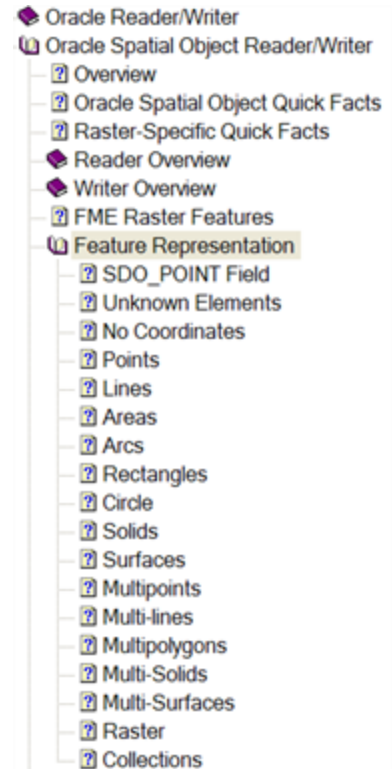 Oracle Reader/Writer
Oracle Spatial Object Reader/Writer
Overview
Oracle Spatial Object Quick Facts
Raster-Specific Quick Facts
Reader Overview
Writer Overview
FME Raster Features
Feature Representation
SDO_POINT Field
Unknown Elements
No Coordinates
Points
Lines
Areas
Arcs
Rectangles
Circle
Solids
Surfaces
Multipoints
Multi-lines
Multipolygons
Multi-Solids
Multi-Surfaces
Raster
Collections